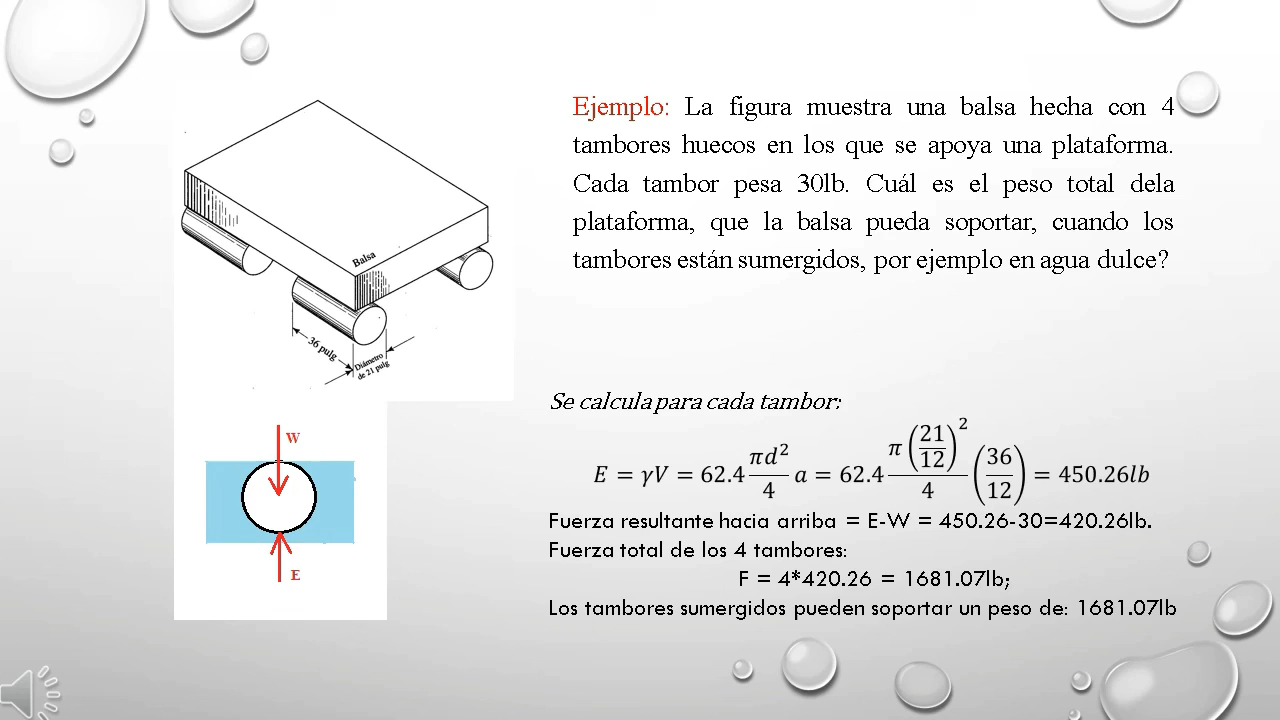 Ejemplo: La figura muestra una balsa hecha con 4
tambores huecos en los que se apoya una plataforma.
Cada tambor pesa 30lb. Cuál es el peso total dela
plataforma, que la balsa pueda soportar, cuando los
tambores están sumergidos, por ejemplo en agua dulce?
Balsa
36 pulg
Diámetro
de 21 pulg
W
E
Se calcula para cada tambor:
E = γV = 62.4 πd²/4 a = 62.4 π(21/12)²/4 (36/12) = 450.26lb
Fuerza resultante hacia arriba = E-W = 450.26-30=420.26lb.
Fuerza total de los 4 tambores:
F = 4*420.26 = 1681.07lb;
Los tambores sumergidos pueden soportar un peso de: 1681.07lb